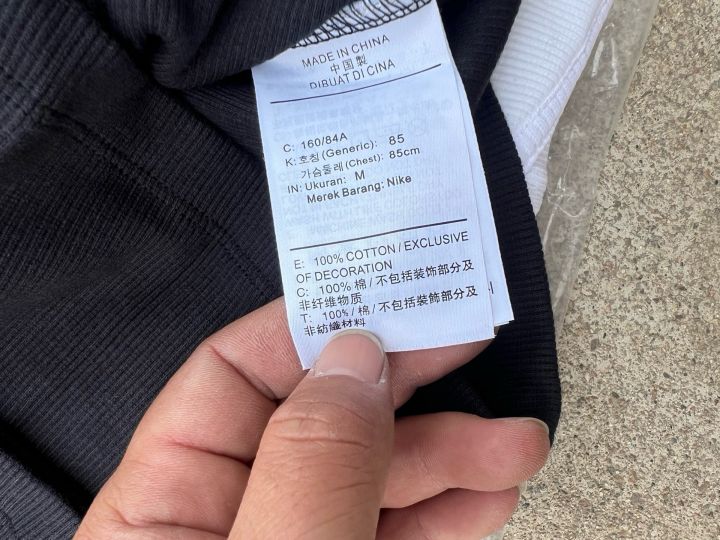 MADE IN CHINA
中国製
DIBUAT DI CINA
C: 160/84A
K: 호칭(Generic): 85
가슴둘레(Chest): 85cm
IN: Ukuran: M
Merek Barang: Nike
E: 100% COTTON / EXCLUSIVE
OF DECORATION
C: 100% 棉/不包括装饰部分及
非纤维物质
T: 100% / 棉/不包括裝飾部分及
非紡織材料